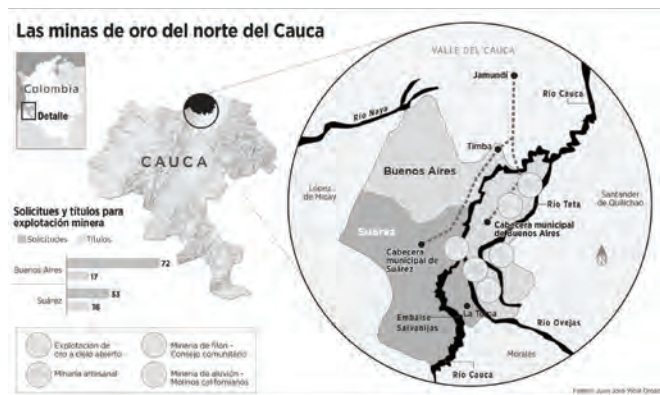 Las minas de oro del norte del Cauca
Colombia
Detalle
CAUCA
Solicitues y títulos para
explotación minera
Solicitudes
Títulos
Buenos Aires
72
17
Suárez
53
16
Explotación de
oro a cielo abierto
Minería de filón -
Consejo comunitario
Minería artesanal
Minería de aluvión -
Molinos californianos
VALLE DEL CAUCA
Jamundí
Río Cauca
Río Naya
Timba
Buenos Aires
López
de Micay
Río Teta
Santander
de Quilichao
Suárez
Cabecera municipal
de Buenos Aires
Cabecera
municipal de
Suárez
La Toma
Embalse
Salvanijas
Río Ovejas
Morales
Río Cauca